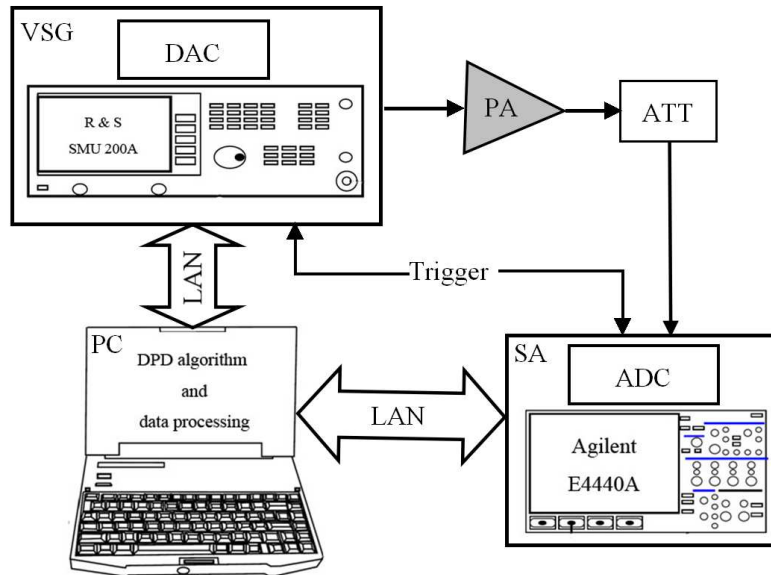 VSG
DAC
R & S
SMU 200A
PA
ATT
LAN
Trigger
PC
DPD algorithm
and
data processing
LAN
SA
ADC
Agilent
E4440A